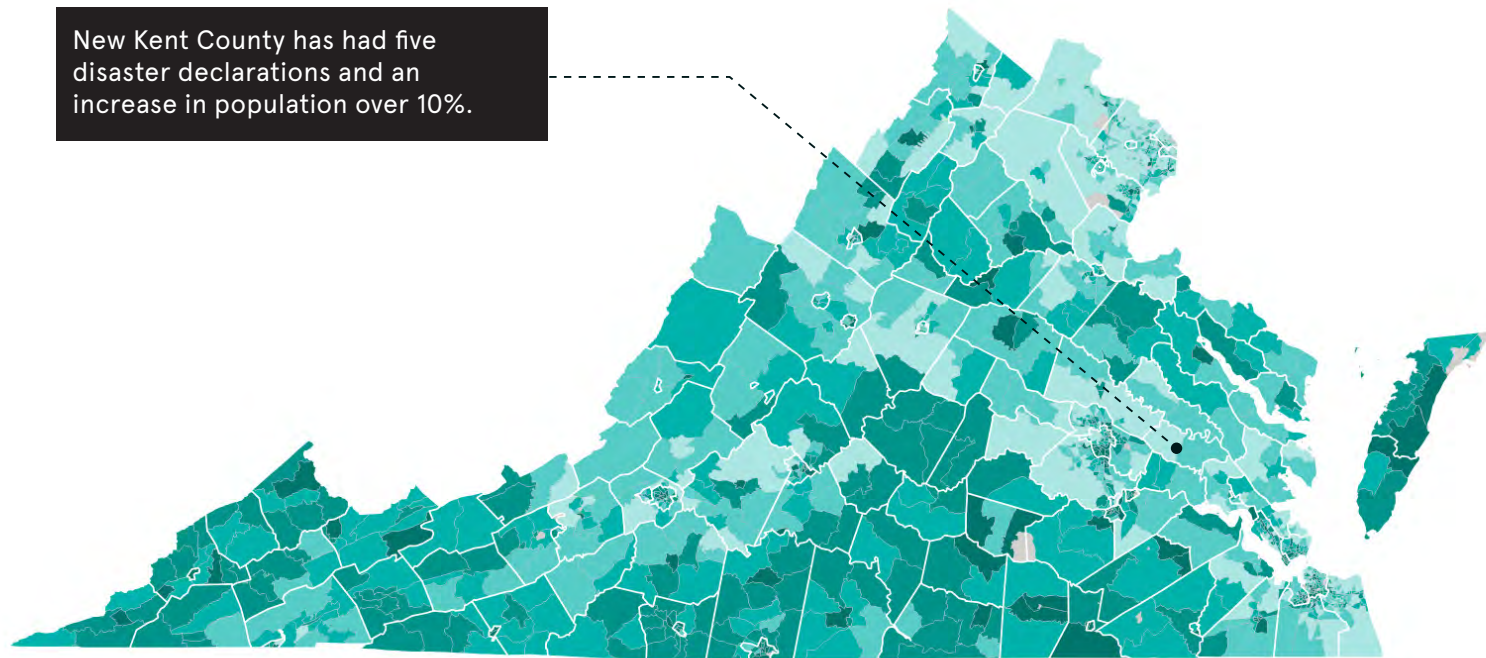 New Kent County has had five
disaster declarations and an
increase in population over 10%.